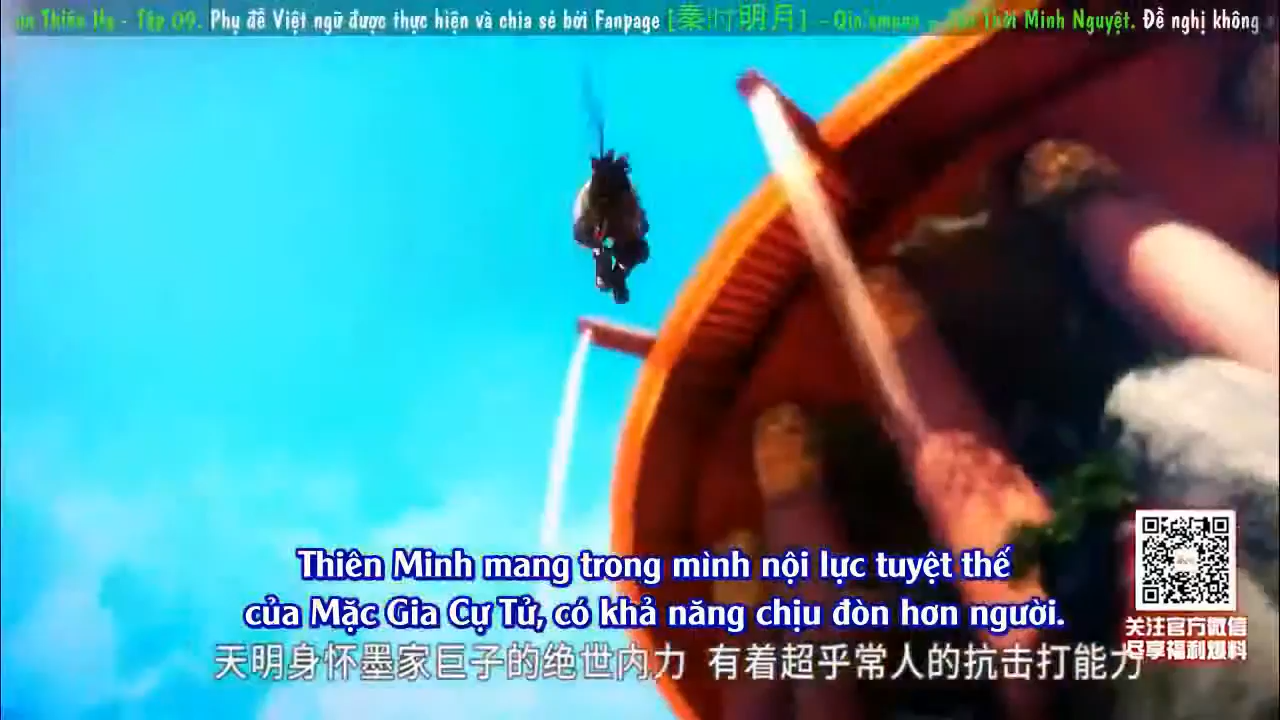 Thiên Hạ - Tập 09. Phụ đề Việt ngữ được thực hiện và chia sẻ bởi Fanpage [秦时明月] - Thời Minh Nguyệt. Đề nghị không
Thiên Minh mang trong mình nội lực tuyệt thế
của Mặc Gia Cự Tử, có khả năng chịu đòn hơn người.
天明身怀墨家巨子的绝世内力 有着超乎常人的抗击打能力
关注官方微信
尽享福利爆料